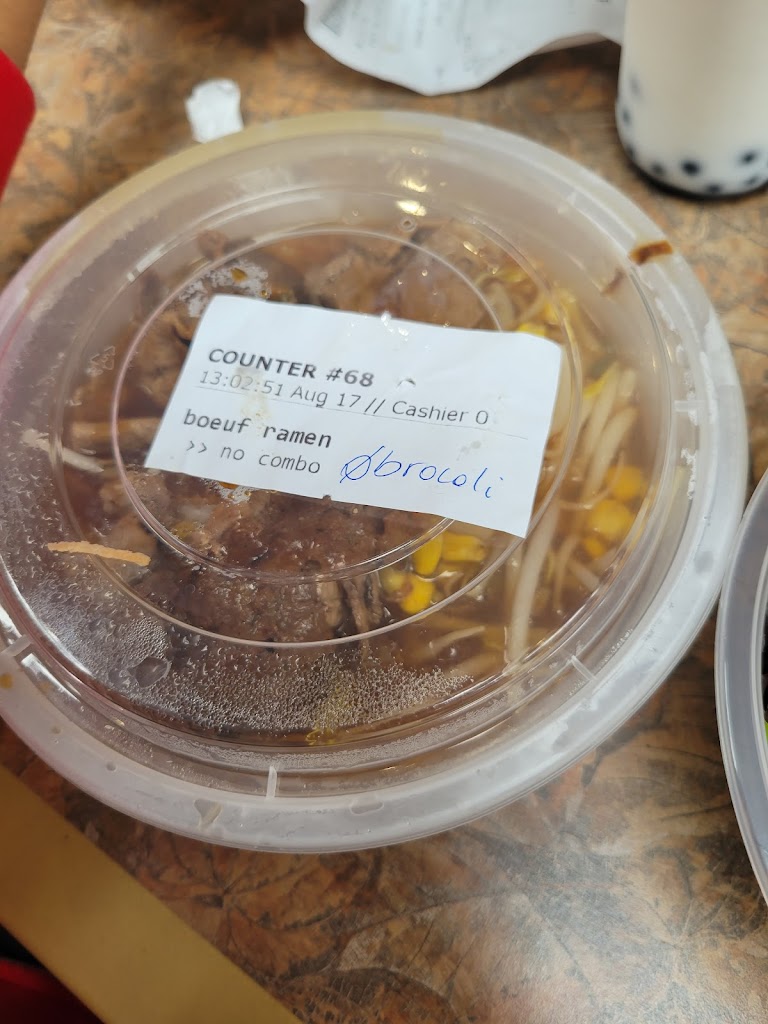 COUNTER #68
13:02:51 Aug 17 // Cashier 0
boeuf ramen
>> no combo Øbrocoli